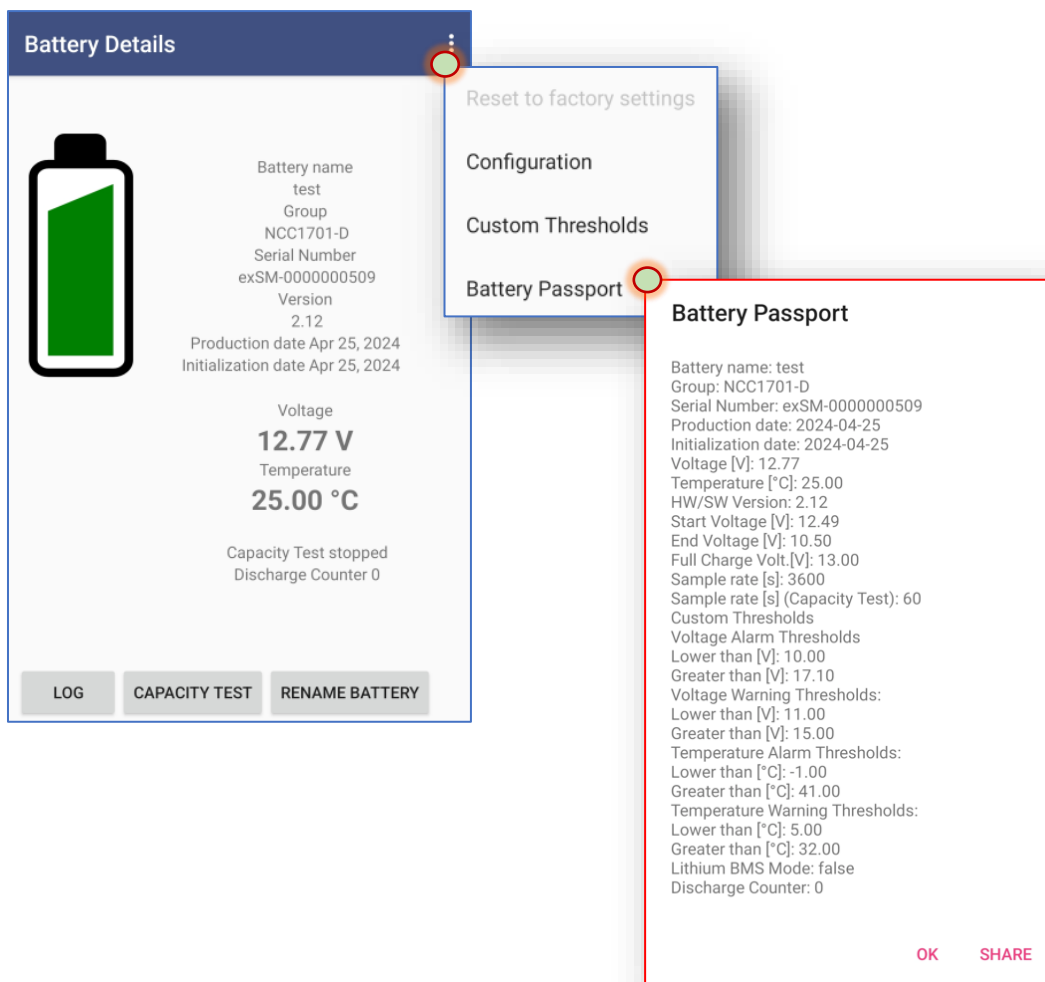 Battery Details
Battery name
test
Group
NCC1701-D
Serial Number
exSM-0000000509
Version
2.12
Production date Apr 25, 2024
Initialization date Apr 25, 2024
Voltage
12.77 V
Temperature
25.00 °C
Capacity Test stopped
Discharge Counter 0
LOG
CAPACITY TEST
RENAME BATTERY
Reset to factory settings
Configuration
Custom Thresholds
Battery Passport
Battery Passport
Battery name: test
Group: NCC1701-D
Serial Number: exSM-0000000509
Production date: 2024-04-25
Initialization date: 2024-04-25
Voltage [V]: 12.77
Temperature [°C]: 25.00
HW/SW Version: 2.12
Start Voltage [V]: 12.49
End Voltage [V]: 10.50
Full Charge Volt.[V]: 13.00
Sample rate [s]: 3600
Sample rate [s] (Capacity Test): 60
Custom Thresholds
Voltage Alarm Thresholds
Lower than [V]: 10.00
Greater than [V]: 17.10
Voltage Warning Thresholds:
Lower than [V]: 11.00
Greater than [V]: 15.00
Temperature Alarm Thresholds:
Lower than [°C]: -1.00
Greater than [°C]: 41.00
Temperature Warning Thresholds:
Lower than [°C]: 5.00
Greater than [°C]: 32.00
Lithium BMS Mode: false
Discharge Counter: 0
OK
SHARE